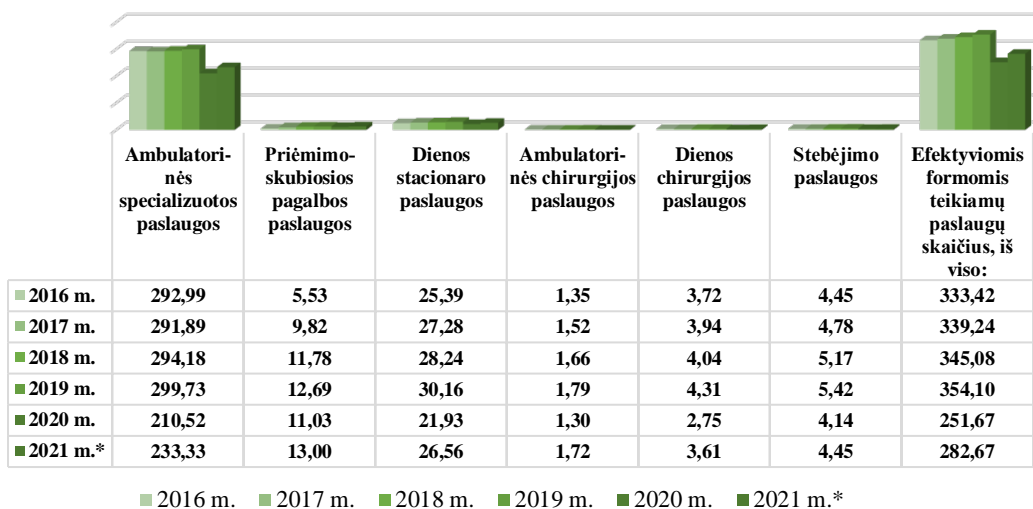 Ambulatori-
nės
specializuotos
paslaugos
Priėmimo-
skubiosios
pagalbos
paslaugos
Dienos
stacionaro
paslaugos
Ambulatori-
nės chirurgijos
paslaugos
Dienos
chirurgijos
paslaugos
Stebėjimo
paslaugos
Efektyviomis
formomis
teikiamų
paslaugų
skaičius, iš
viso:
2016 m. 292,99 5,53 25,39 1,35 3,72 4,45 333,42
2017 m. 291,89 9,82 27,28 1,52 3,94 4,78 339,24
2018 m. 294,18 11,78 28,24 1,66 4,04 5,17 345,08
2019 m. 299,73 12,69 30,16 1,79 4,31 5,42 354,10
2020 m. 210,52 11,03 21,93 1,30 2,75 4,14 251,67
2021 m.* 233,33 13,00 26,56 1,72 3,61 4,45 282,67
2016 m. 2017 m. 2018 m. 2019 m. 2020 m. 2021 m.*